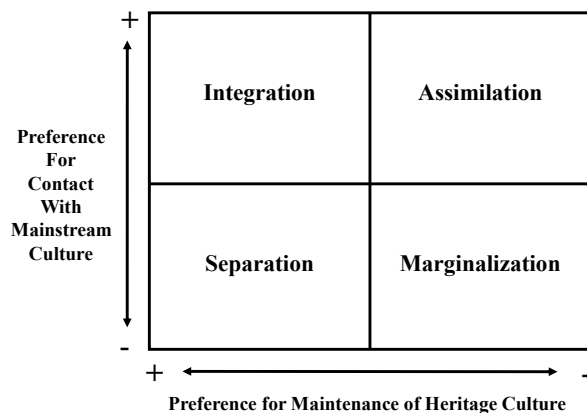 +
Integration
Assimilation
Preference
For
Contact
With
Mainstream
Culture
Separation
Marginalization
-
+
-
Preference for Maintenance of Heritage Culture